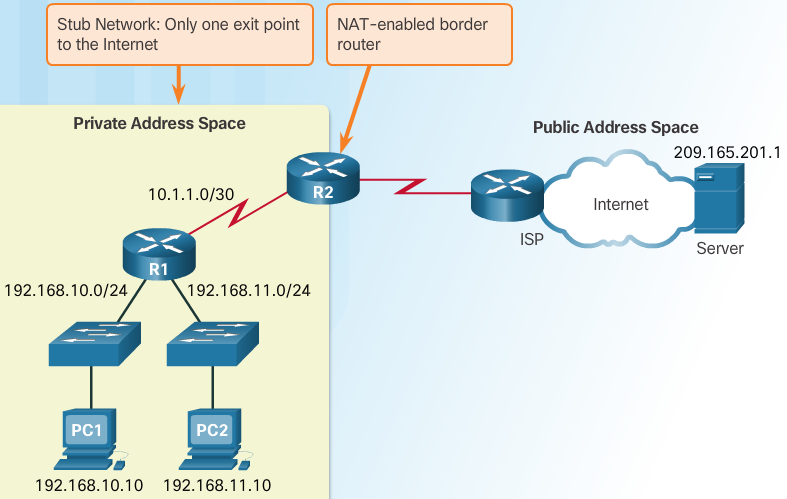 Stub Network: Only one exit point
to the Internet
NAT-enabled border
router
Private Address Space
Public Address Space
209.165.201.1
R2
10.1.1.0/30
Internet
ISP
Server
R1
192.168.10.0/24
192.168.11.0/24
PC1
PC2
192.168.10.10
192.168.11.10